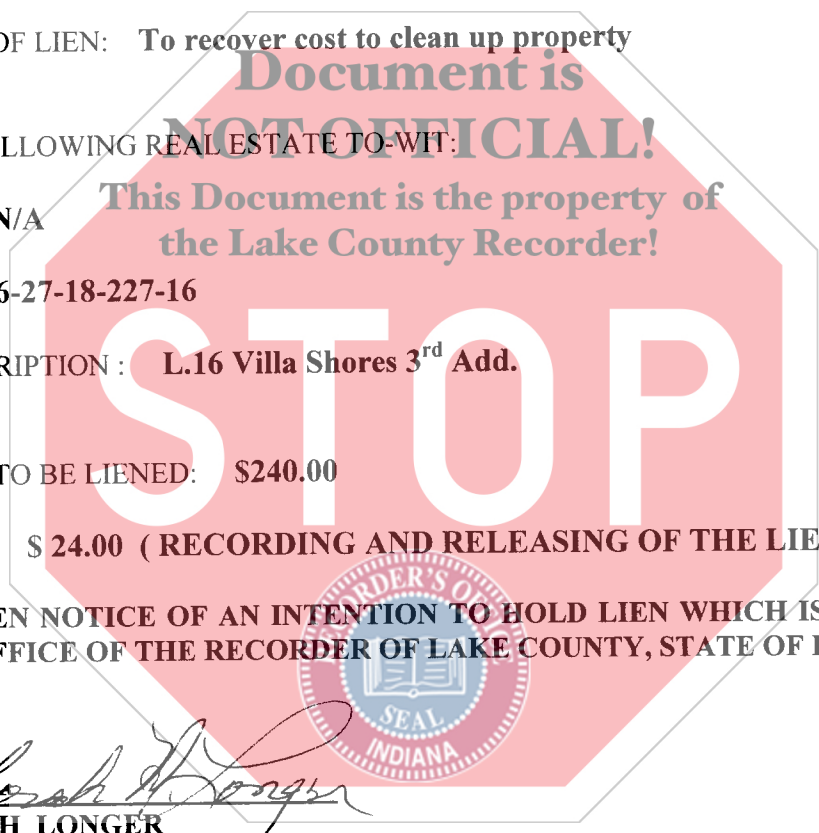 OF LIEN: To recover cost to clean up property
Document is
NOT OFFICIAL!
LLOWING REAL ESTATE TO-WIT:
This Document is the property of
N/A
the Lake County Recorder!
6-27-18-227-16
STOP
RIPTION : L.16 Villa Shores 3rd Add.
TO BE LIENED: $240.00
$ 24.00 ( RECORDING AND RELEASING OF THE LIE
EN NOTICE OF AN INTENTION TO HOLD LIEN WHICH IS
FFICE OF THE RECORDER OF LAKE COUNTY, STATE OF I
RECORDER'S OFFICE
SEAL
INDIANA
H LONGER